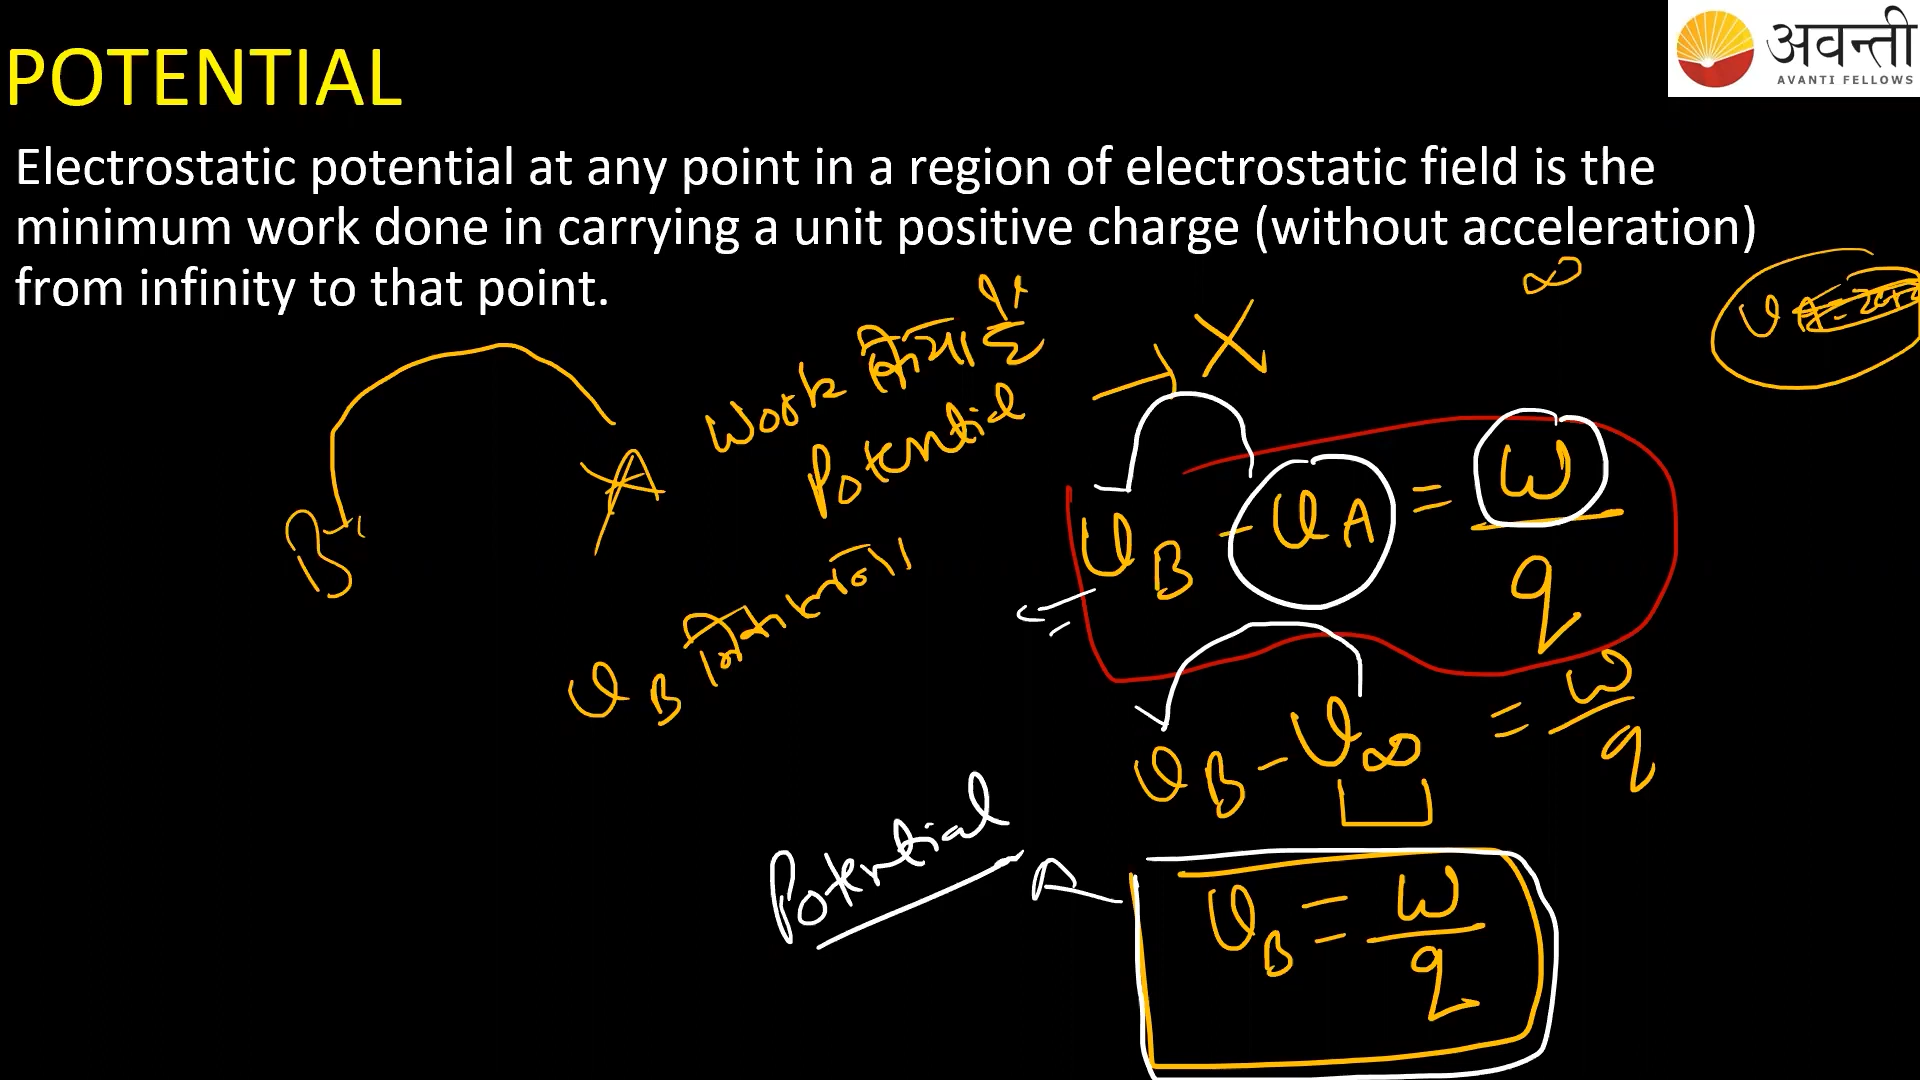 अवन्ती
AVANTI FELLOWS
POTENTIAL
Electrostatic potential at any point in a region of electrostatic field is the
minimum work done in carrying a unit positive charge (without acceleration)
from infinity to that point.
∞
Work किया है
Potential
X
A
B
V_B - V_A = W/q
V_B निकालना
V_B - V_∞ = W/q
Potential
V_B = W/q